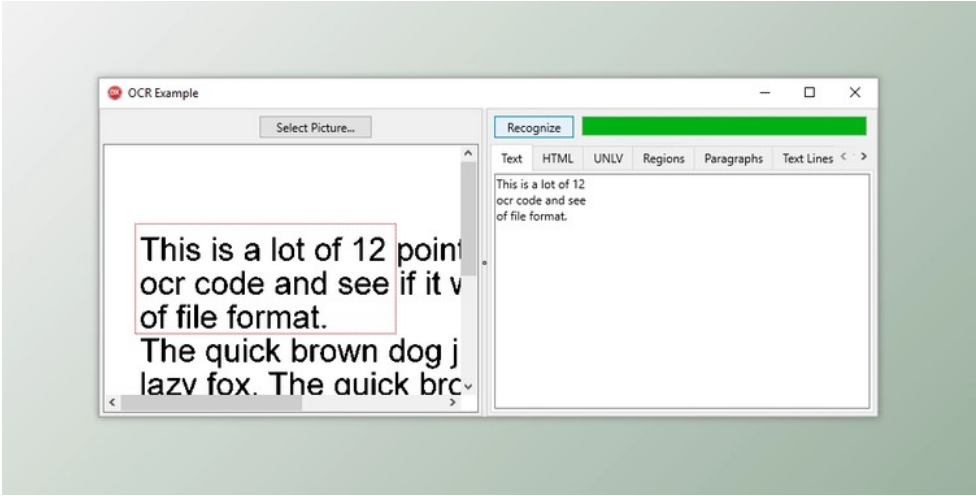 OCR Example
Select Picture...
This is a lot of 12 point
ocr code and see if it
of file format.
The quick brown dog
lazy fox. The quick
Recognize
Text HTML UNLV Regions Paragraphs Text Lines
This is a lot of 12
ocr code and see
of file format.